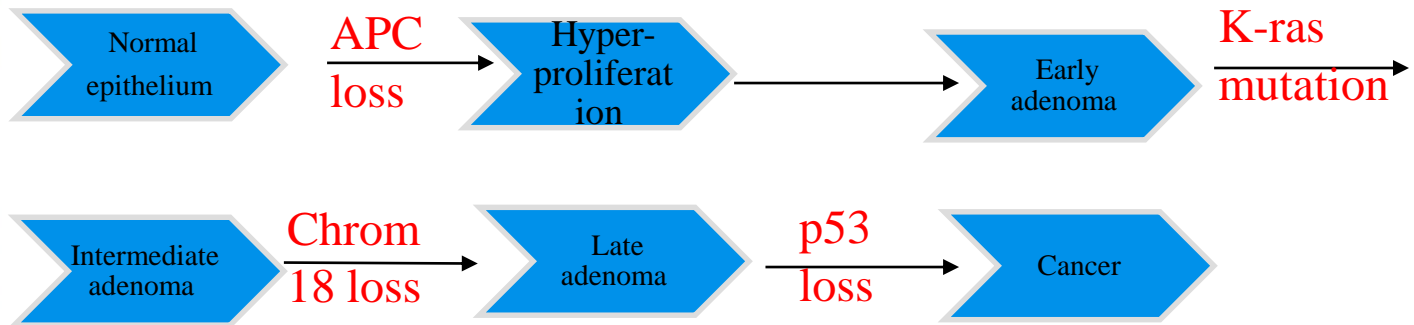 Normal
epithelium
APC
loss
Hyper-
proliferat
ion
Early
adenoma
K-ras
mutation
Intermediate
adenoma
Chrom
18 loss
Late
adenoma
p53
loss
Cancer